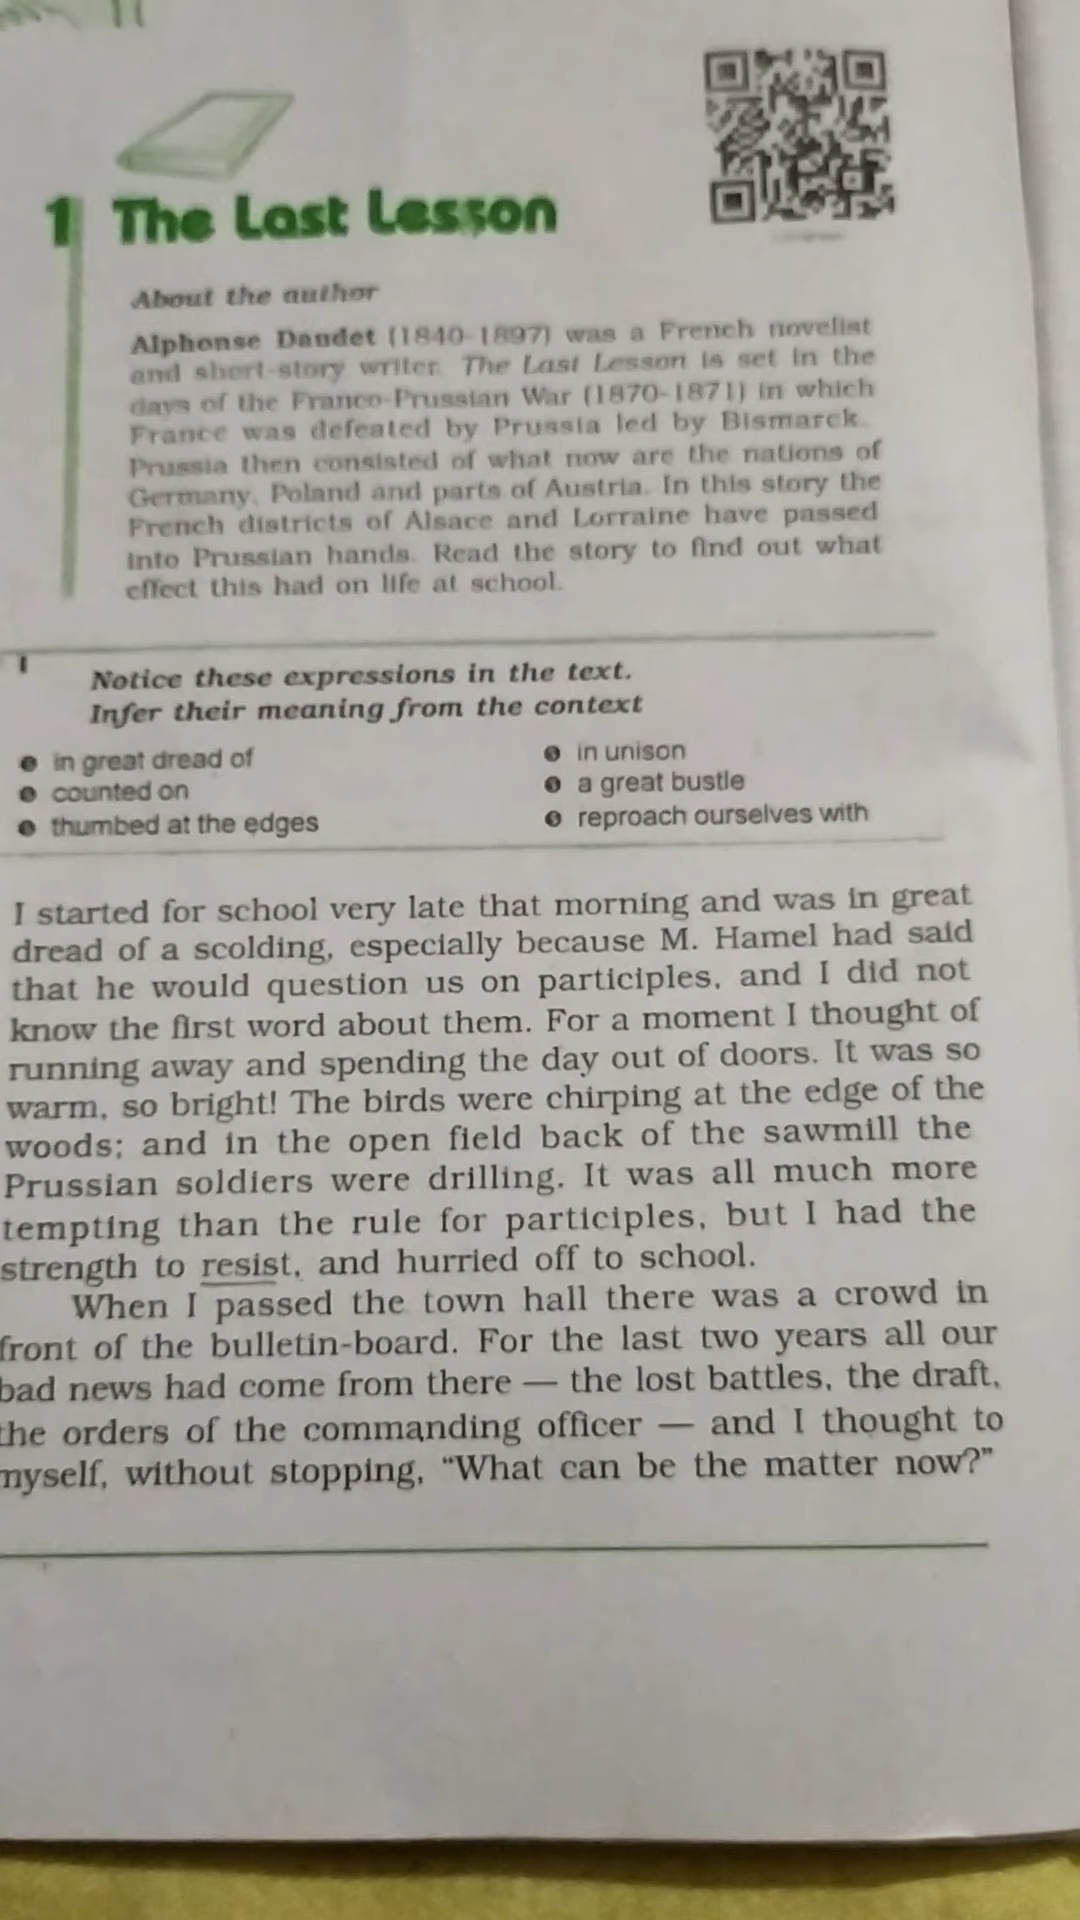 1 The Last Lesson
About the author
Alphonse Daudet (1840-1897) was a French novelist
and short-story writer. The Last Lesson is set in the
days of the Franco-Prussian War (1870-1871) in which
France was defeated by Prussia led by Bismarck.
Prussia then consisted of what now are the nations of
Germany, Poland and parts of Austria. In this story the
French districts of Alsace and Lorraine have passed
into Prussian hands. Read the story to find out what
effect this had on life at school.
Notice these expressions in the text.
Infer their meaning from the context
in great dread of
counted on
thumbed at the edges
in unison
a great bustle
reproach ourselves with
I started for school very late that morning and was in great
dread of a scolding, especially because M. Hamel had said
that he would question us on participles, and I did not
know the first word about them. For a moment I thought of
running away and spending the day out of doors. It was so
warm, so bright! The birds were chirping at the edge of the
woods; and in the open field back of the sawmill the
Prussian soldiers were drilling. It was all much more
tempting than the rule for participles, but I had the
strength to resist, and hurried off to school.
When I passed the town hall there was a crowd in
front of the bulletin-board. For the last two years all our
bad news had come from there — the lost battles, the draft,
the orders of the commanding officer — and I thought to
myself, without stopping, “What can be the matter now?”